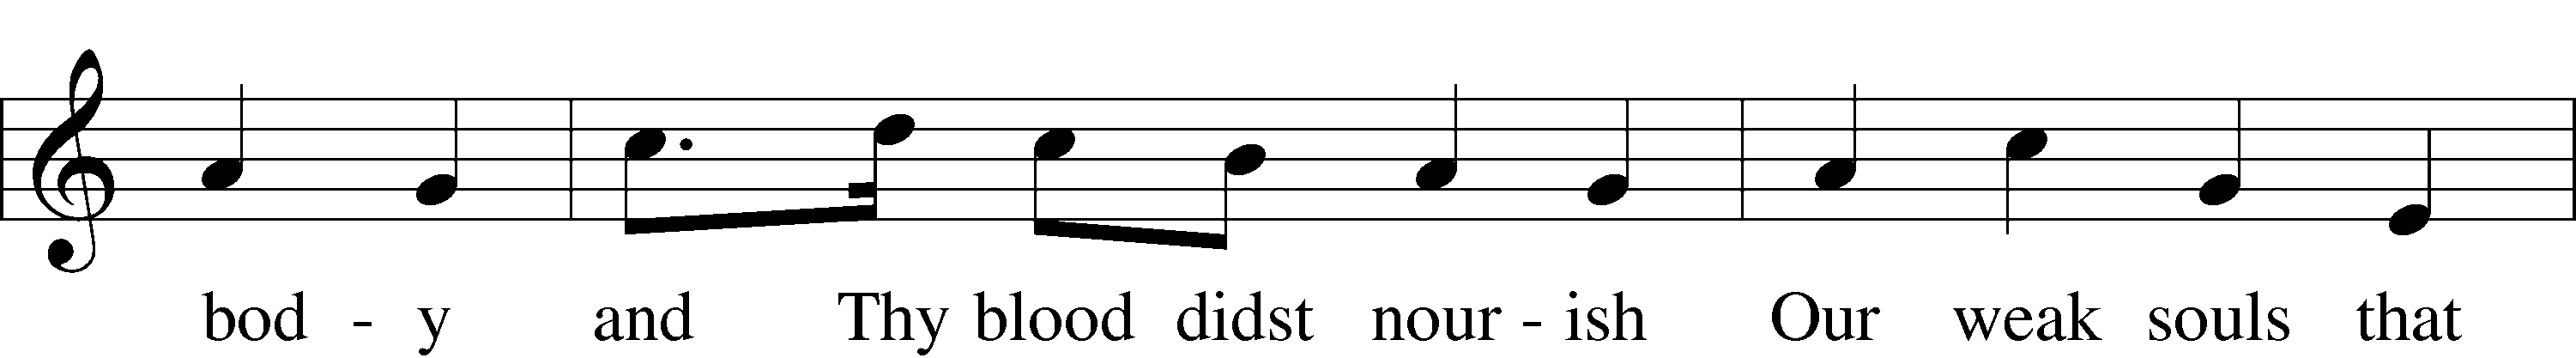 bod - y and Thy blood didst nour - ish Our weak souls that